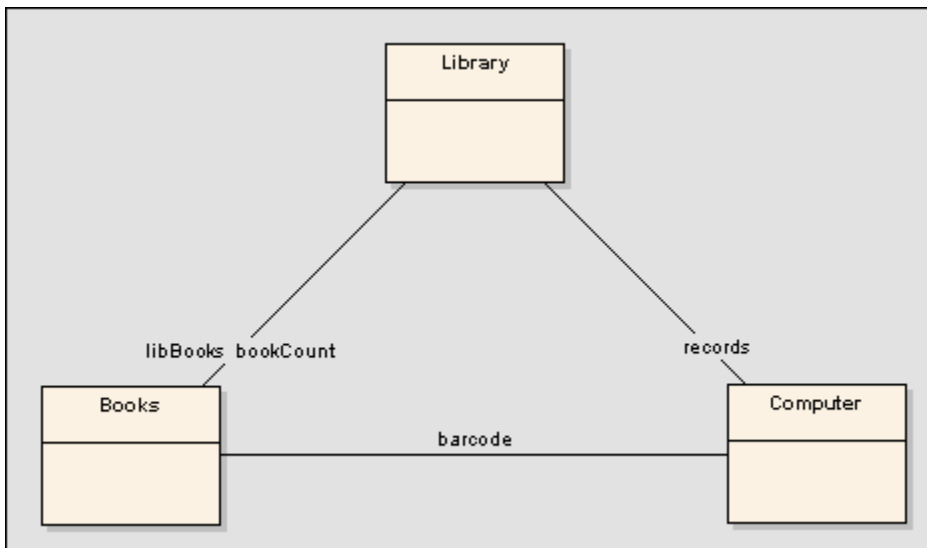 Library
libBooks bookCount
records
Books
Computer
barcode